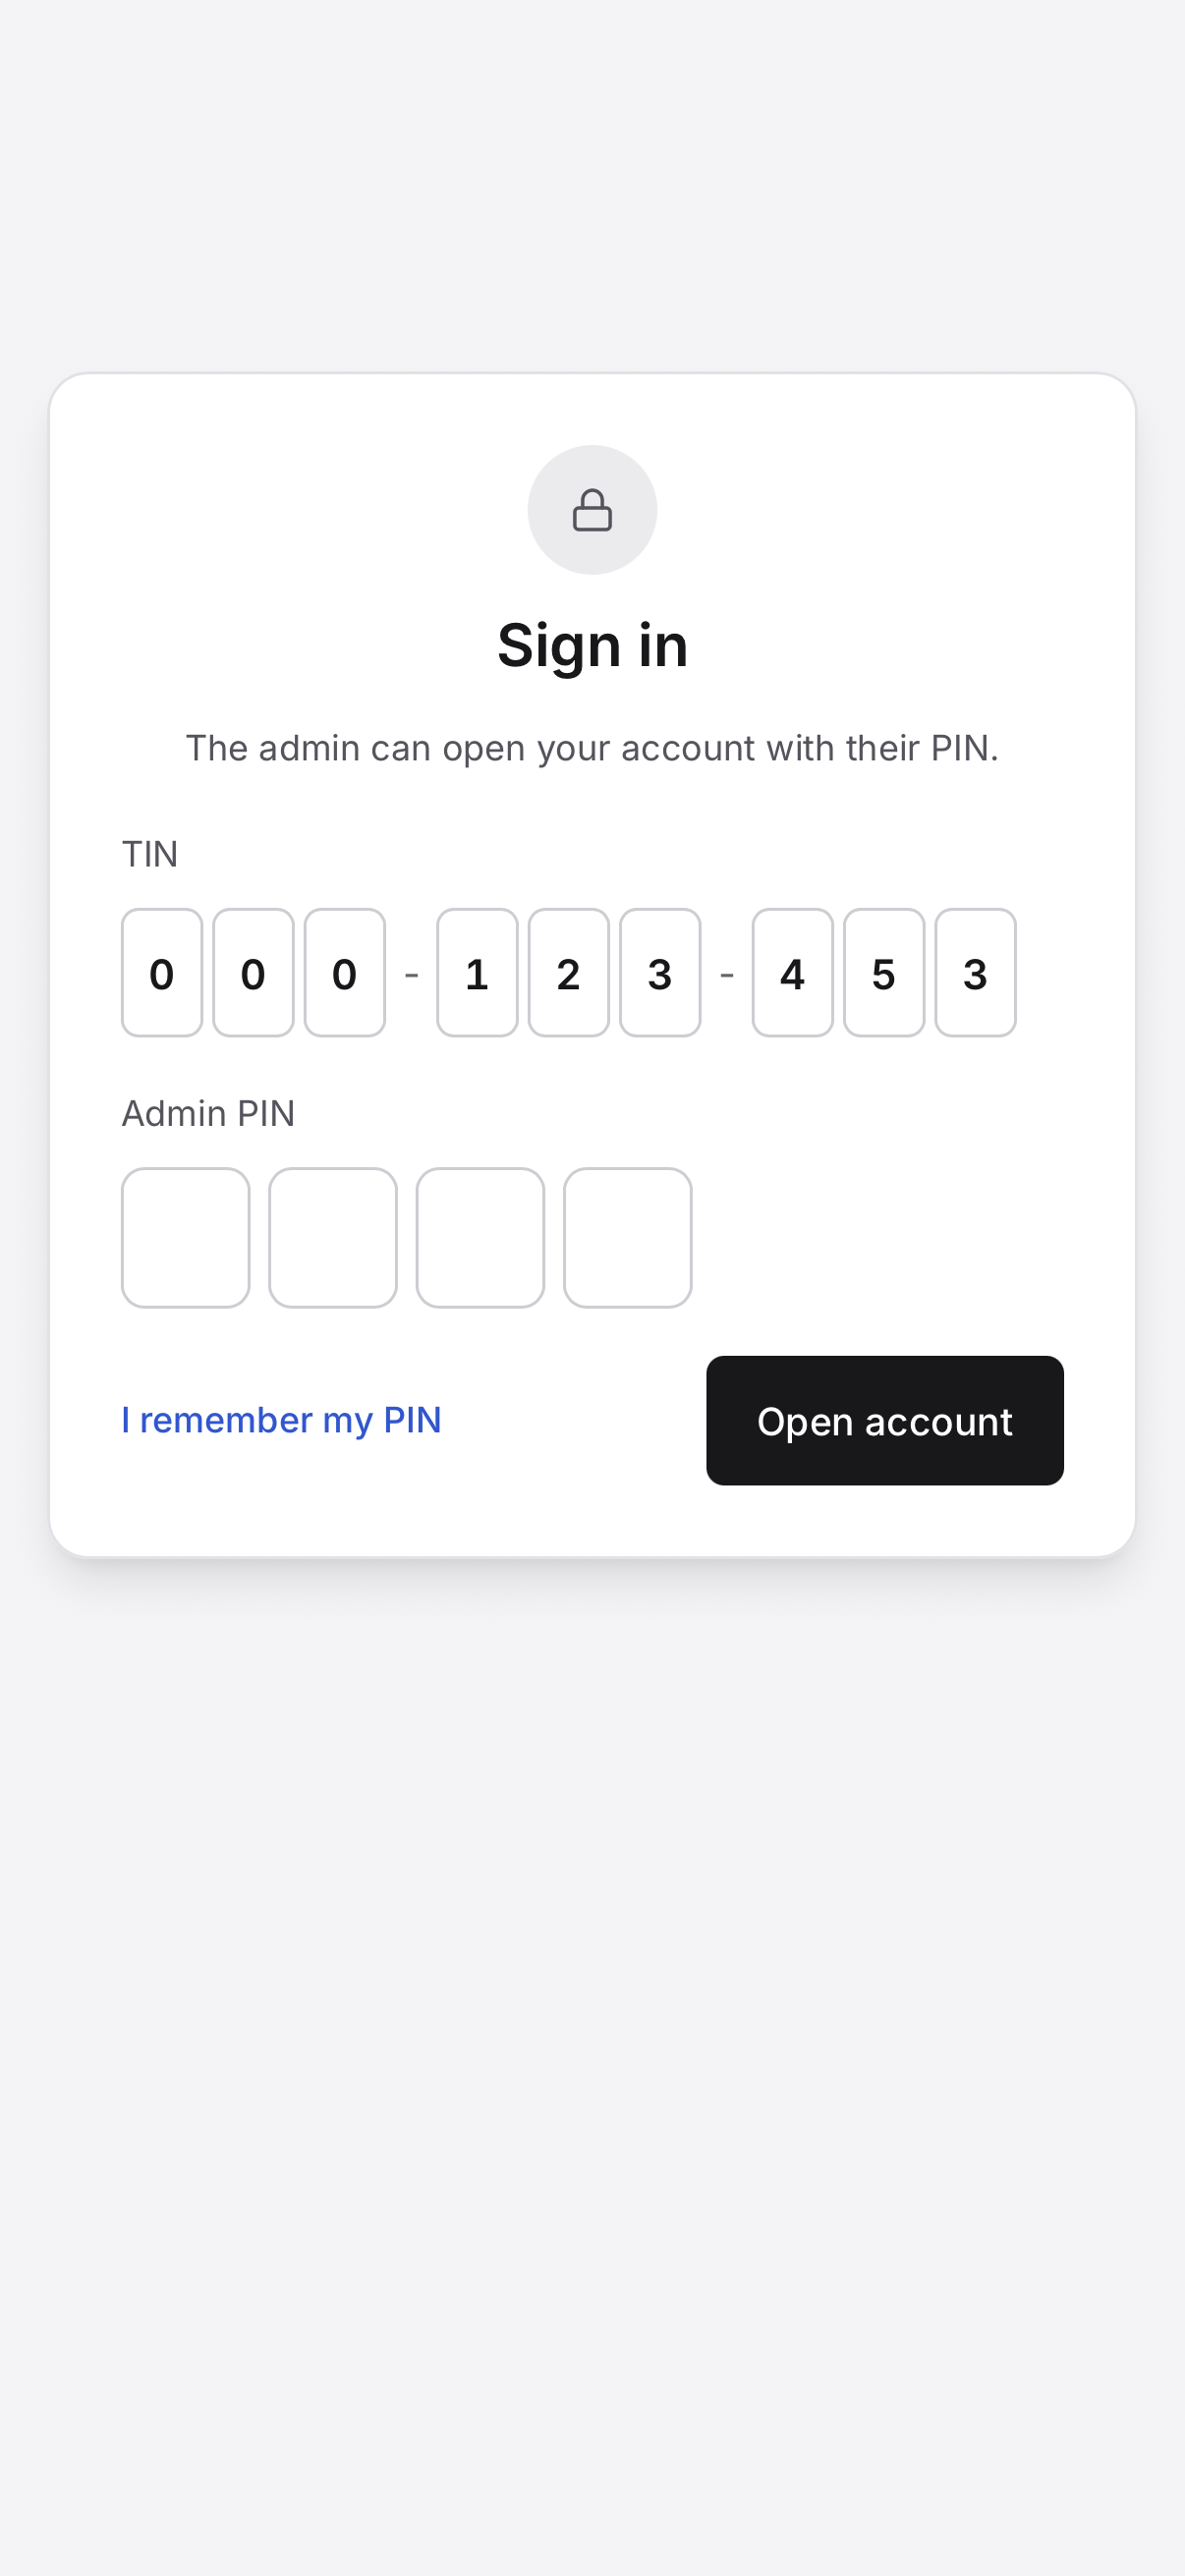 Sign in
The admin can open your account with their PIN.
TIN
0 0 0 - 1 2 3 - 4 5 3
Admin PIN
I remember my PIN
Open account